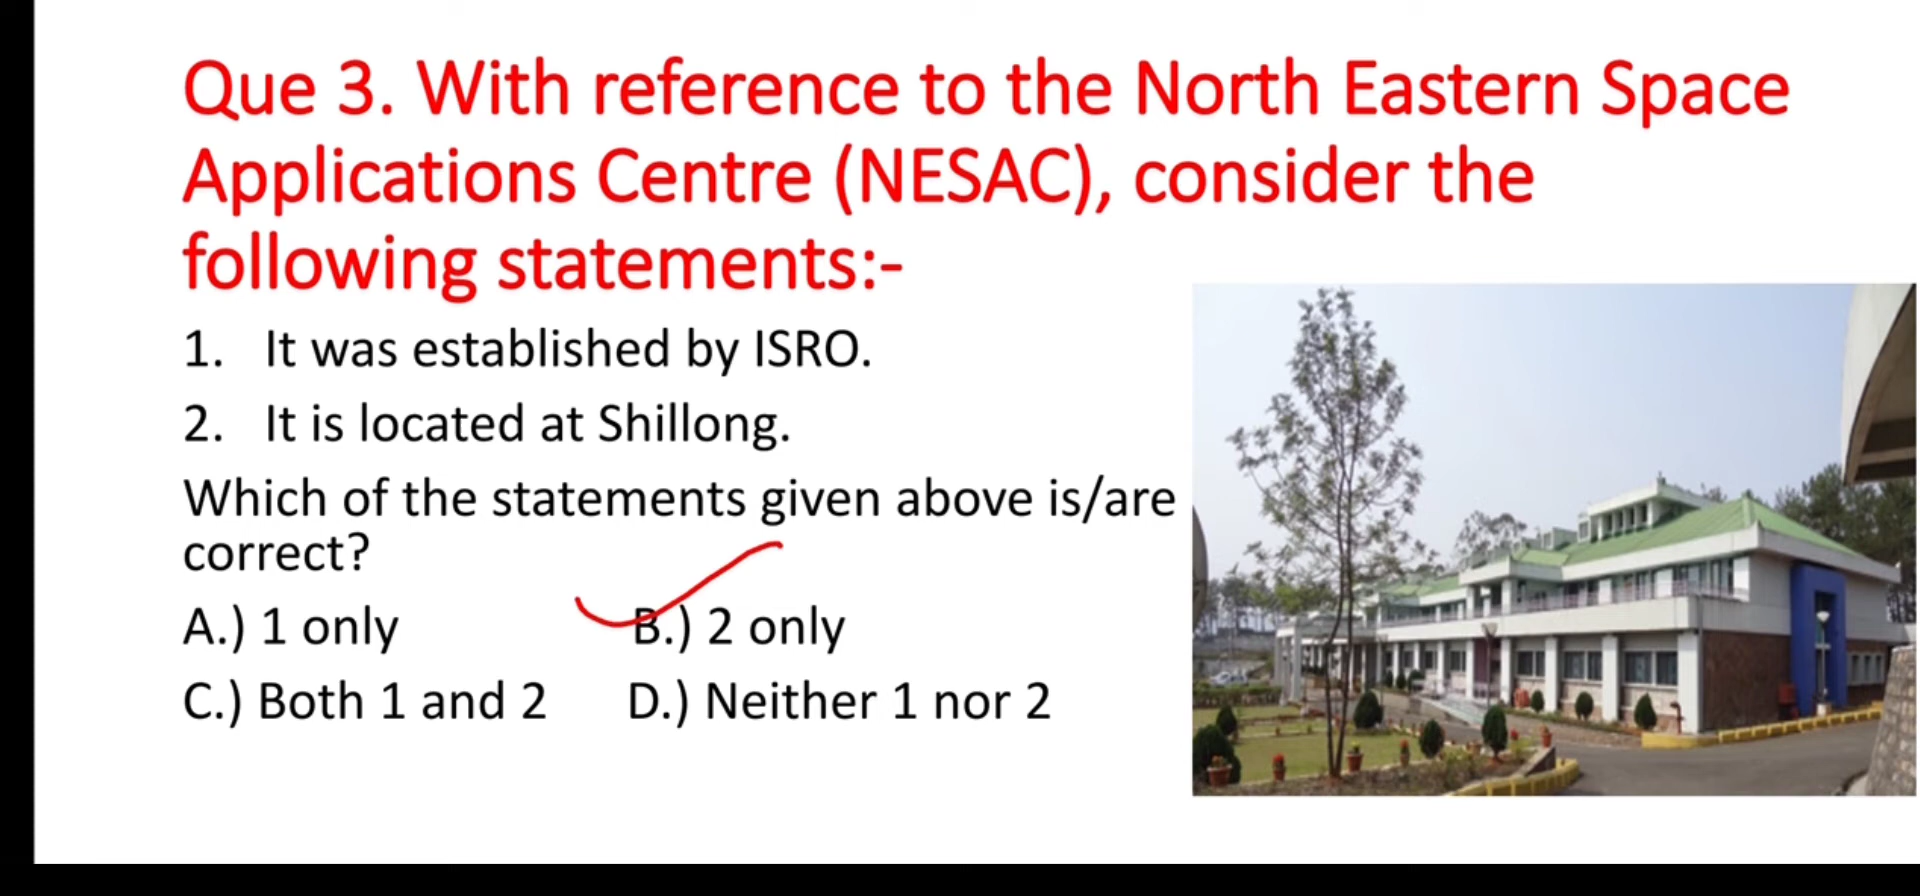 Que 3. With reference to the North Eastern Space
Applications Centre (NESAC), consider the
following statements:-
1. It was established by ISRO.
2. It is located at Shillong.
Which of the statements given above is/are
correct?
A.) 1 only B.) 2 only
C.) Both 1 and 2 D.) Neither 1 nor 2